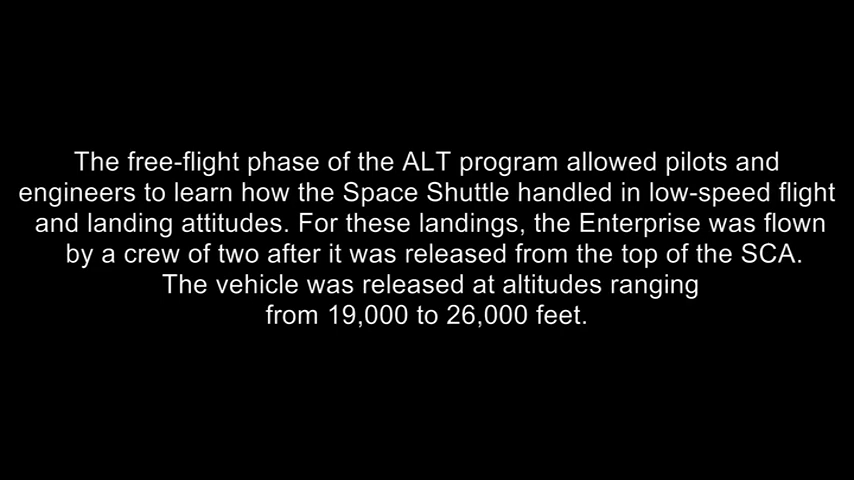 The free-flight phase of the ALT program allowed pilots and
engineers to learn how the Space Shuttle handled in low-speed flight
and landing attitudes. For these landings, the Enterprise was flown
by a crew of two after it was released from the top of the SCA.
The vehicle was released at altitudes ranging
from 19,000 to 26,000 feet.